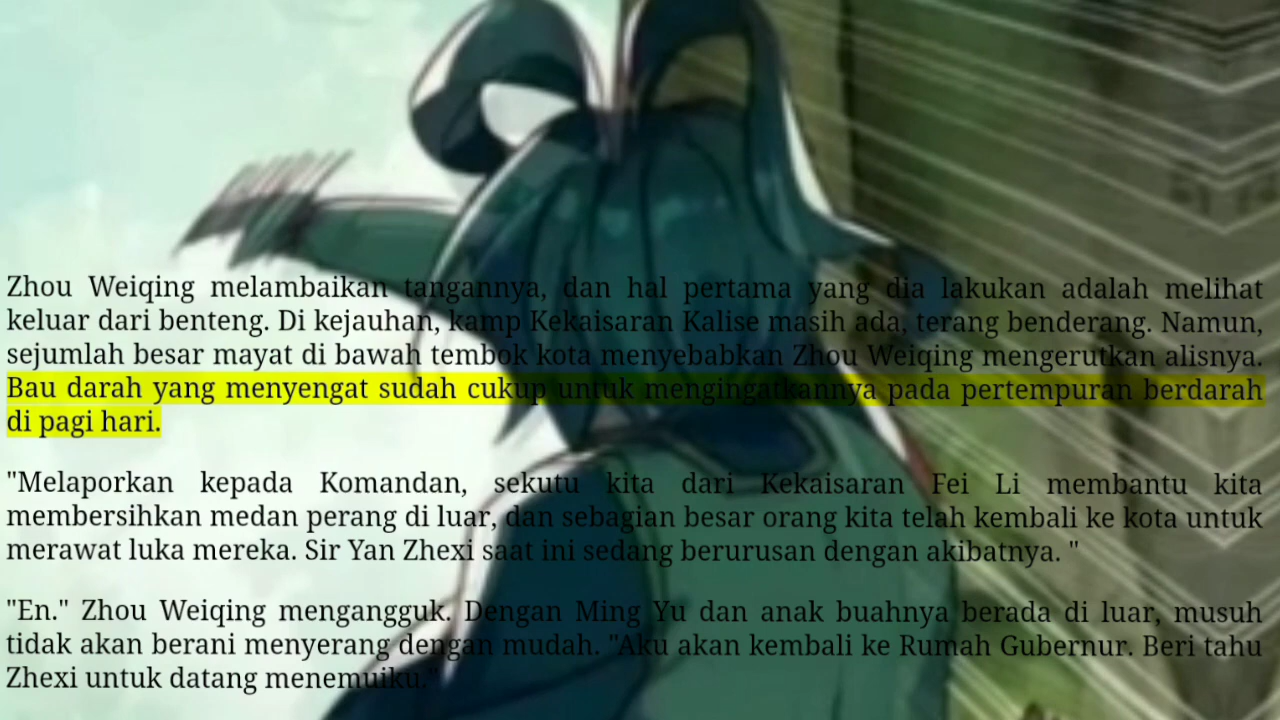 Zhou Weiqing melambaikan tangannya, dan hal pertama yang dia lakukan adalah melihat
keluar dari benteng. Di kejauhan, kamp Kekaisaran Kalise masih ada, terang benderang. Namun,
sejumlah besar mayat di bawah tembok kota menyebabkan Zhou Weiqing mengerutkan alisnya.
Bau darah yang menyengat sudah cukup untuk mengingatkannya pada pertempuran berdarah
di pagi hari.
"Melaporkan kepada Komandan, sekutu kita dari Kekaisaran Fei Li membantu kita
membersihkan medan perang di luar, dan sebagian besar orang kita telah kembali ke kota untuk
merawat luka mereka. Sir Yan Zhexi saat ini sedang berurusan dengan akibatnya. "
"En." Zhou Weiqing mengangguk. Dengan Ming Yu dan anak buahnya berada di luar, musuh
tidak akan berani menyerang dengan mudah. "Aku akan kembali ke Rumah Gubernur. Beri tahu
Zhexi untuk datang menemuiku."